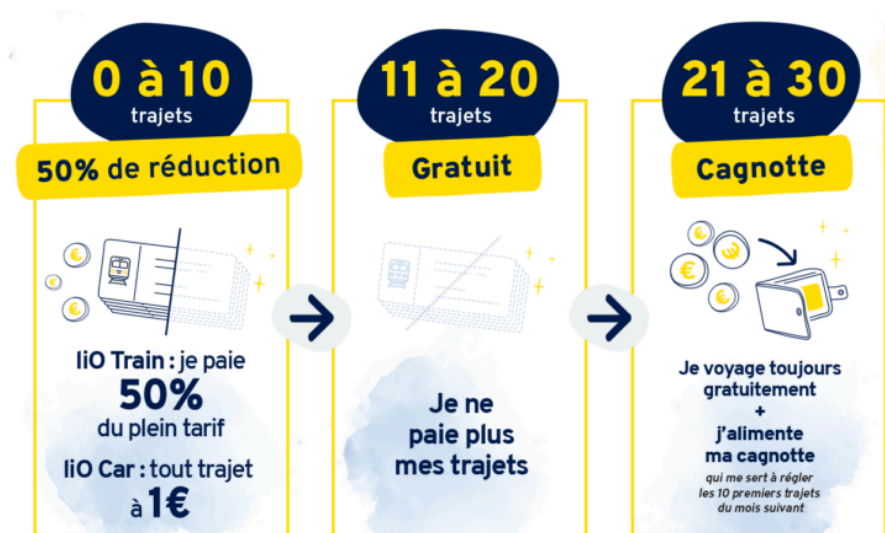 0 à 10
trajets
50% de réduction
liO Train : je paie
50%
du plein tarif
liO Car : tout trajet
à 1€
11 à 20
trajets
Gratuit
Je ne
paie plus
mes trajets
21 à 30
trajets
Cagnotte
Je voyage toujours
gratuitement
+
j'alimente
ma cagnotte
qui me sert à régler
les 10 premiers trajets
du mois suivant